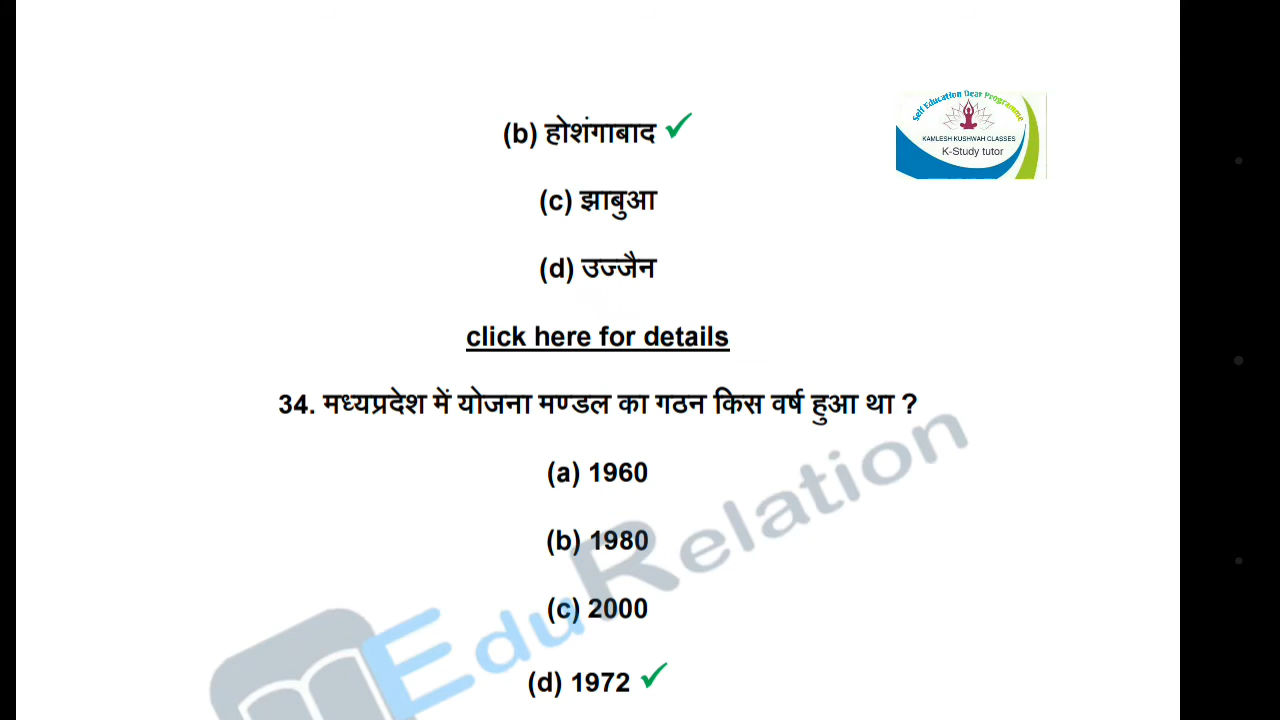 Self Education Dear Programme
KAMLESH KUSHWAH CLASSES
K-Study tutor
(b) होशंगाबाद
(c) झाबुआ
(d) उज्जैन
click here for details
34. मध्यप्रदेश में योजना मण्डल का गठन किस वर्ष हुआ था ?
(a) 1960
(b) 1980
(c) 2000
(d) 1972
EduRelation